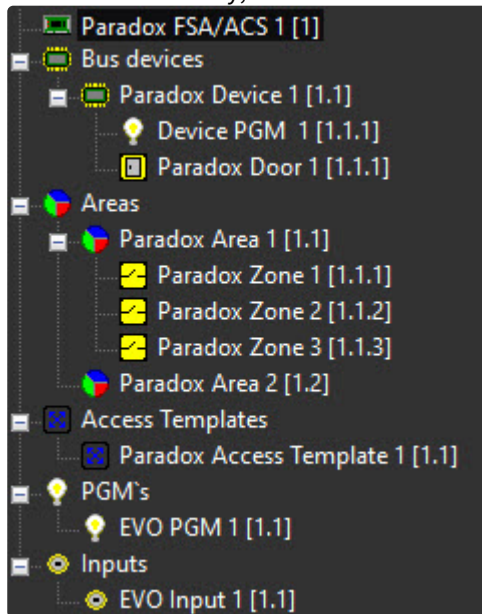 Paradox FSA/ACS 1 [1]
Bus devices
Paradox Device 1 [1.1]
Device PGM  1 [1.1.1]
Paradox Door 1 [1.1.1]
Areas
Paradox Area 1 [1.1]
Paradox Zone 1 [1.1.1]
Paradox Zone 2 [1.1.2]
Paradox Zone 3 [1.1.3]
Paradox Area 2 [1.2]
Access Templates
Paradox Access Template 1 [1.1]
PGM`s
EVO PGM 1 [1.1]
Inputs
EVO Input 1 [1.1]